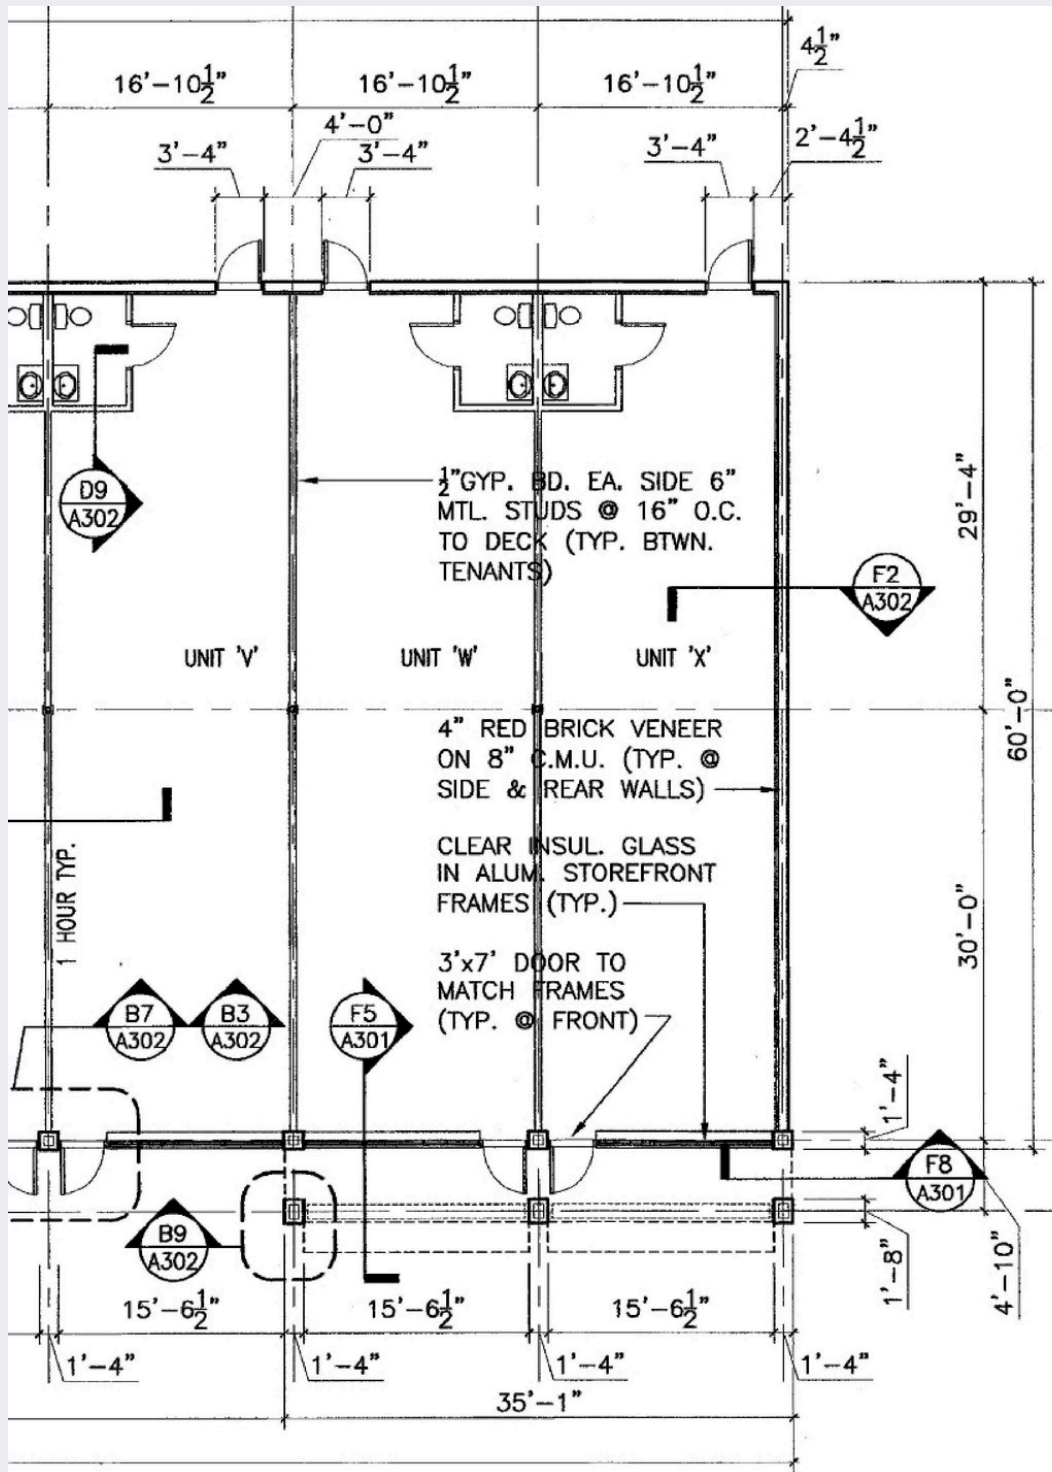 4½"
16'-10½" 16'-10½" 16'-10½"
4'-0"
2'-4½"
3'-4" 3'-4" 3'-4"
½"GYP. BD. EA. SIDE 6"
MTL. STUDS @ 16" O.C.
TO DECK (TYP. BTWN.
TENANTS)
29'-4"
D9
A302
F2
A302
UNIT 'V' UNIT 'W' UNIT 'X'
60'-0"
4" RED BRICK VENEER
ON 8" C.M.U. (TYP. @
SIDE & REAR WALLS)
1 HOUR TYP.
CLEAR INSUL. GLASS
IN ALUM. STOREFRONT
FRAMES (TYP.)
30'-0"
3'x7' DOOR TO
MATCH FRAMES
(TYP. @ FRONT)
B7
A302
B3
A302
F5
A301
1'-4"
F8
A301
B9
A302
1'-8"
4'-10"
15'-6½" 15'-6½" 15'-6½"
1'-4" 1'-4" 1'-4" 1'-4"
35'-1"